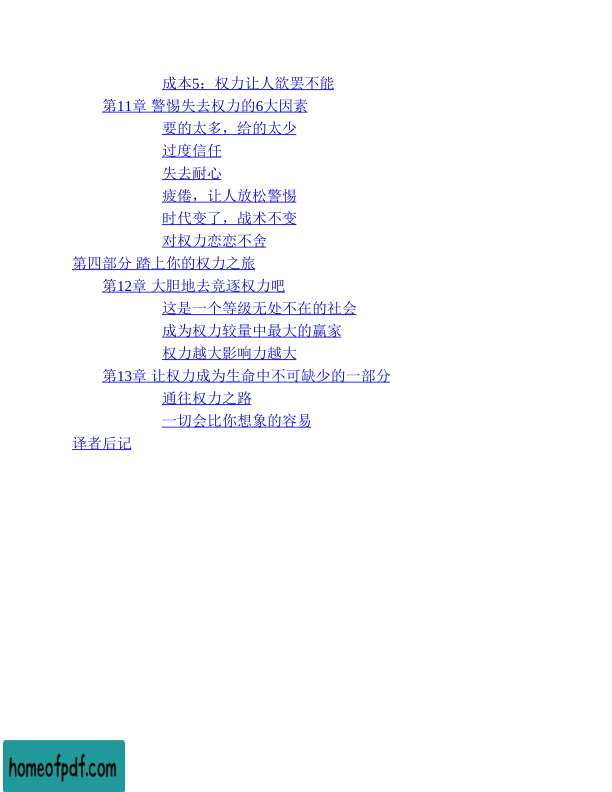 成本5：权力让人欲罢不能
第11章 警惕失去权力的6大因素
要的太多，给的太少
过度信任
失去耐心
疲倦，让人放松警惕
时代变了，战术不变
对权力恋恋不舍
第四部分 踏上你的权力之旅
第12章 大胆地去竞逐权力吧
这是一个等级无处不在的社会
成为权力较量中最大的赢家
权力越大影响力越大
第13章 让权力成为生命中不可缺少的一部分
通往权力之路
一切会比你想象的容易
译者后记
homeofpdf.com